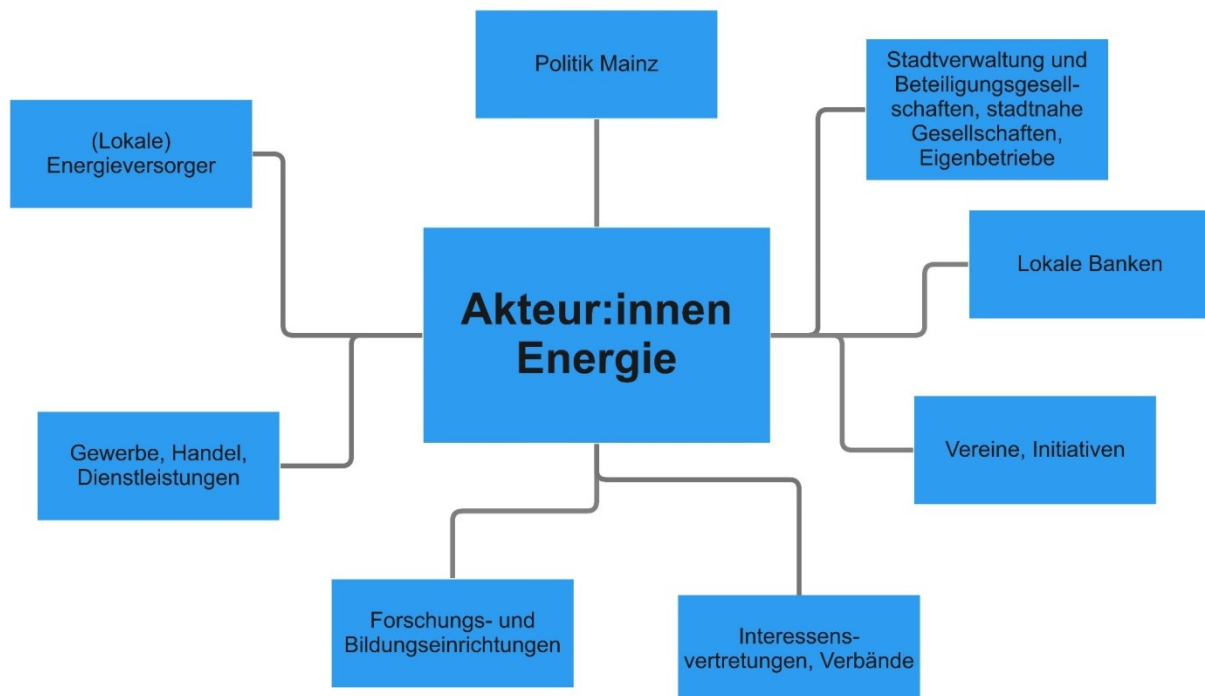 Politik Mainz
Stadtverwaltung und
Beteiligungsgesell-
schaften, stadtnahe
Gesellschaften,
Eigenbetriebe
(Lokale)
Energieversorger
Lokale Banken
Akteur:innen
Energie
Gewerbe, Handel,
Dienstleistungen
Vereine, Initiativen
Forschungs- und
Bildungseinrichtungen
Interessens-
vertretungen, Verbände